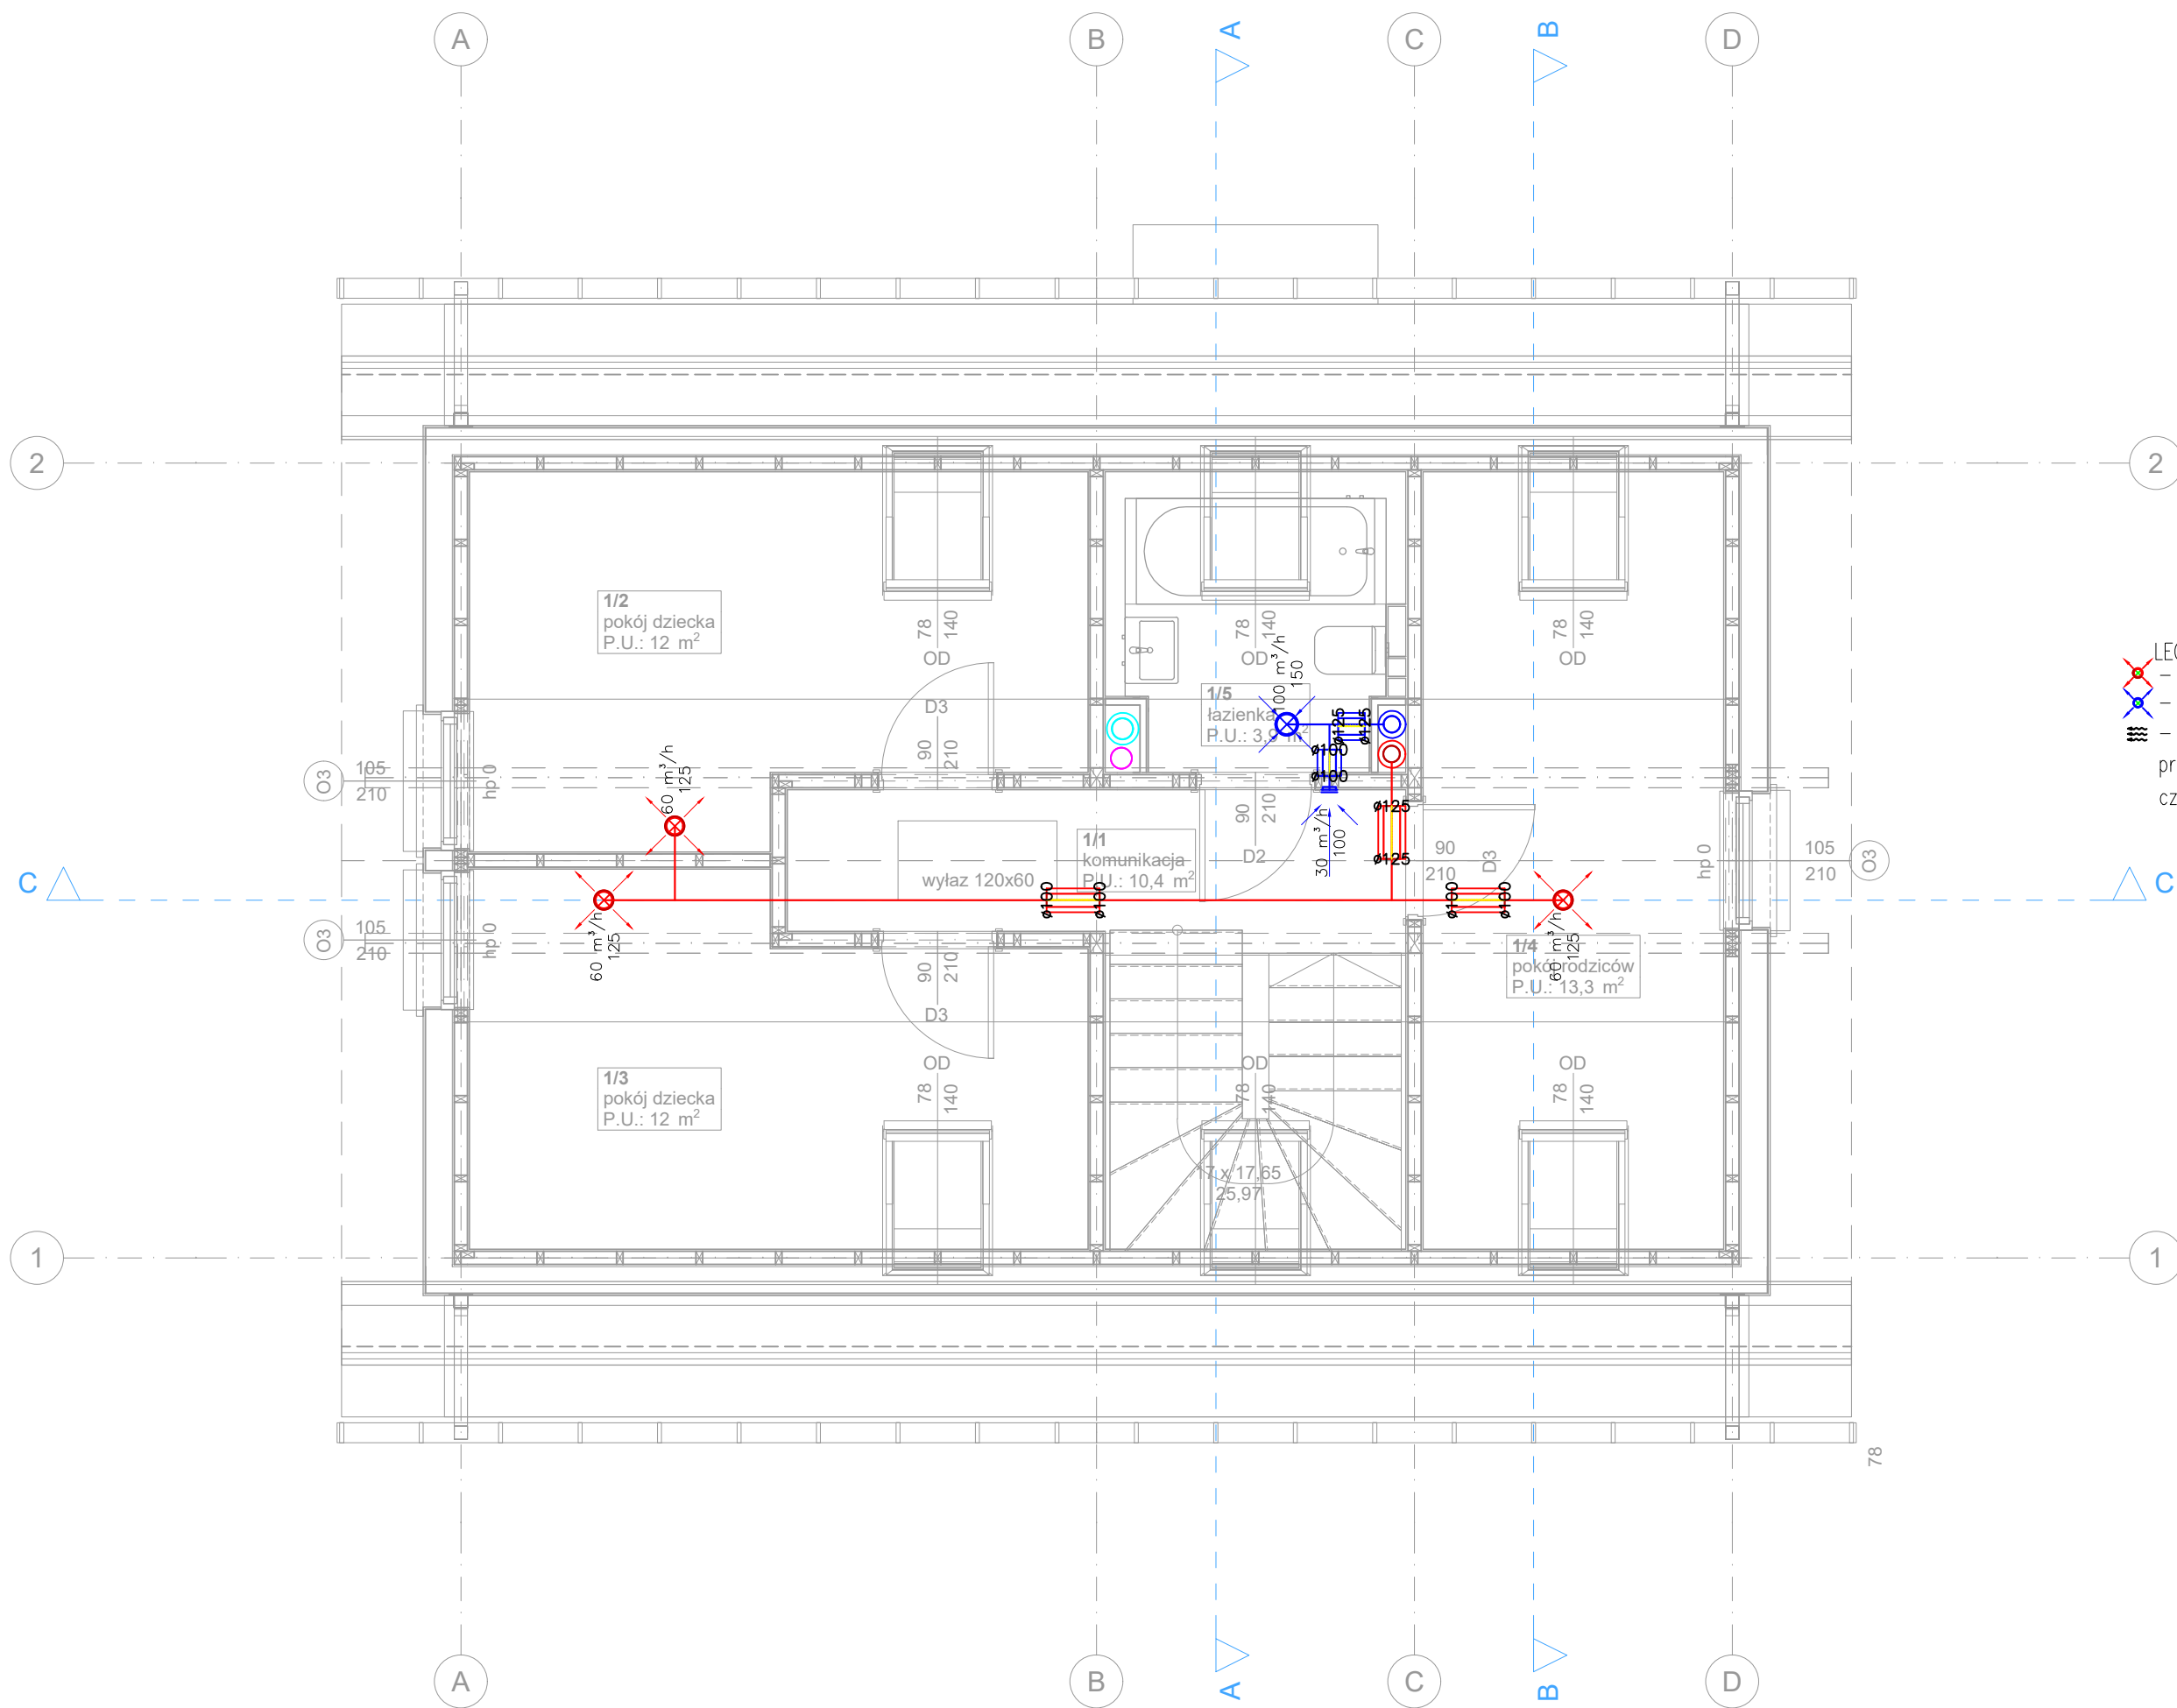 A
B
A
C
B
D
2
2
1/2
pokój dziecka
P.U.: 12 m²
78
140
OD
78
140
OD
78
140
OD
100 m³/h
150
1/5
łazienka
P.U.: 3,9 m²
ø125
ø125
ø100
ø100
D3
90
210
60 m³/h
125
O3
105
210
hp 0
90
210
D2
ø125
ø125
30 m³/h
100
90
210
D3
hp 0
105
210
O3
1/1
komunikacja
P.U.: 10,4 m²
wyłaz 120x60
ø100
ø100
ø100
ø100
C
C
60 m³/h
125
O3
105
210
hp 0
60 m³/h
125
1/4
pokój rodziców
P.U.: 13,3 m²
90
210
D3
1/3
pokój dziecka
P.U.: 12 m²
OD
78
140
OD
78
140
OD
78
140
17 x 17,65
25,97
1
1
78
A
B
A
C
B
D
–
–
–
pr
cz